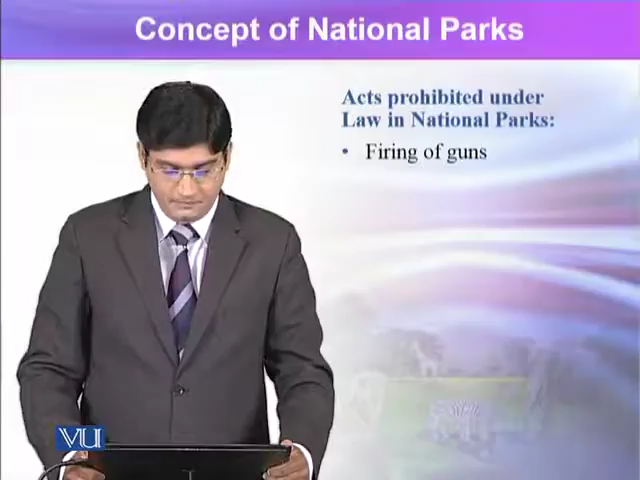 Concept of National Parks
Acts prohibited under
Law in National Parks:
• Firing of guns
VU